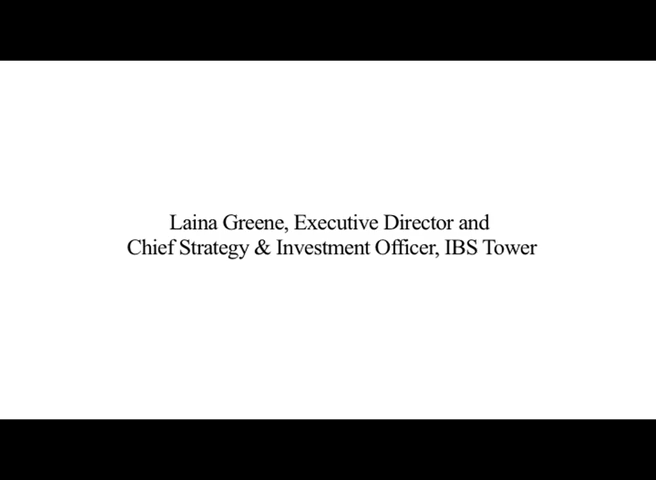 Laina Greene, Executive Director and
Chief Strategy & Investment Officer, IBS Tower